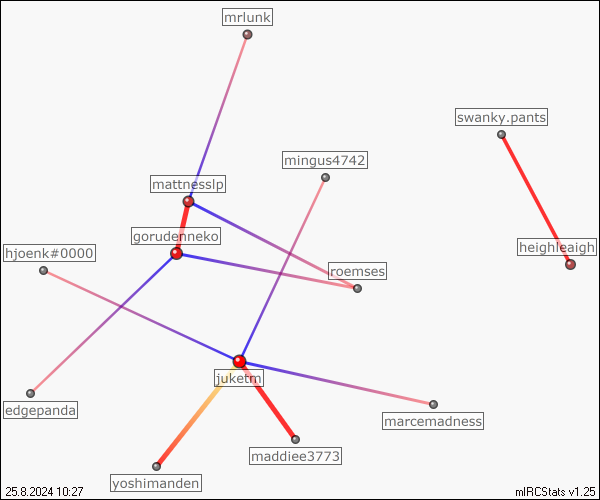 mrlunk
swanky.pants
mingus4742
mattnesslp
gorudenneko
heighleaigh
hjoenk#0000
roemses
juketm
edgepanda
marcemadness
maddiee3773
yoshimanden
25.8.2024 10:27
mIRCStats v1.25